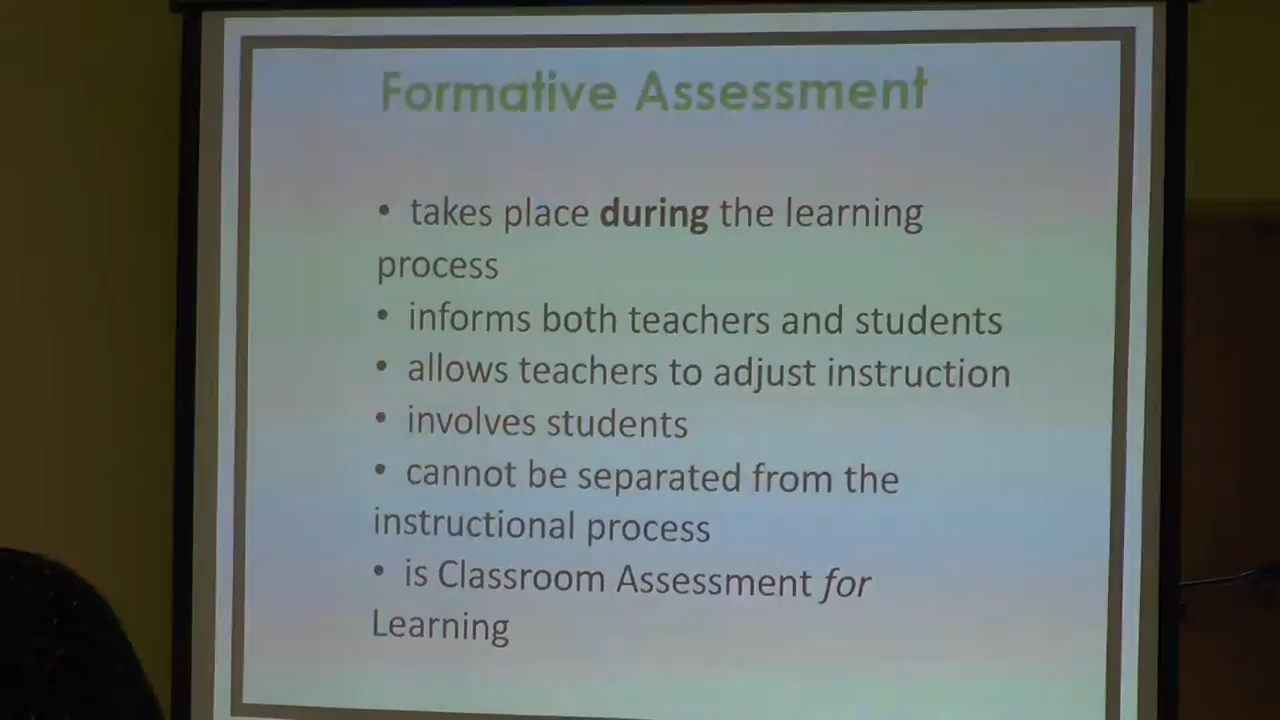 Formative Assessment
• takes place during the learning
process
• informs both teachers and students
• allows teachers to adjust instruction
• involves students
• cannot be separated from the
instructional process
• is Classroom Assessment for
Learning